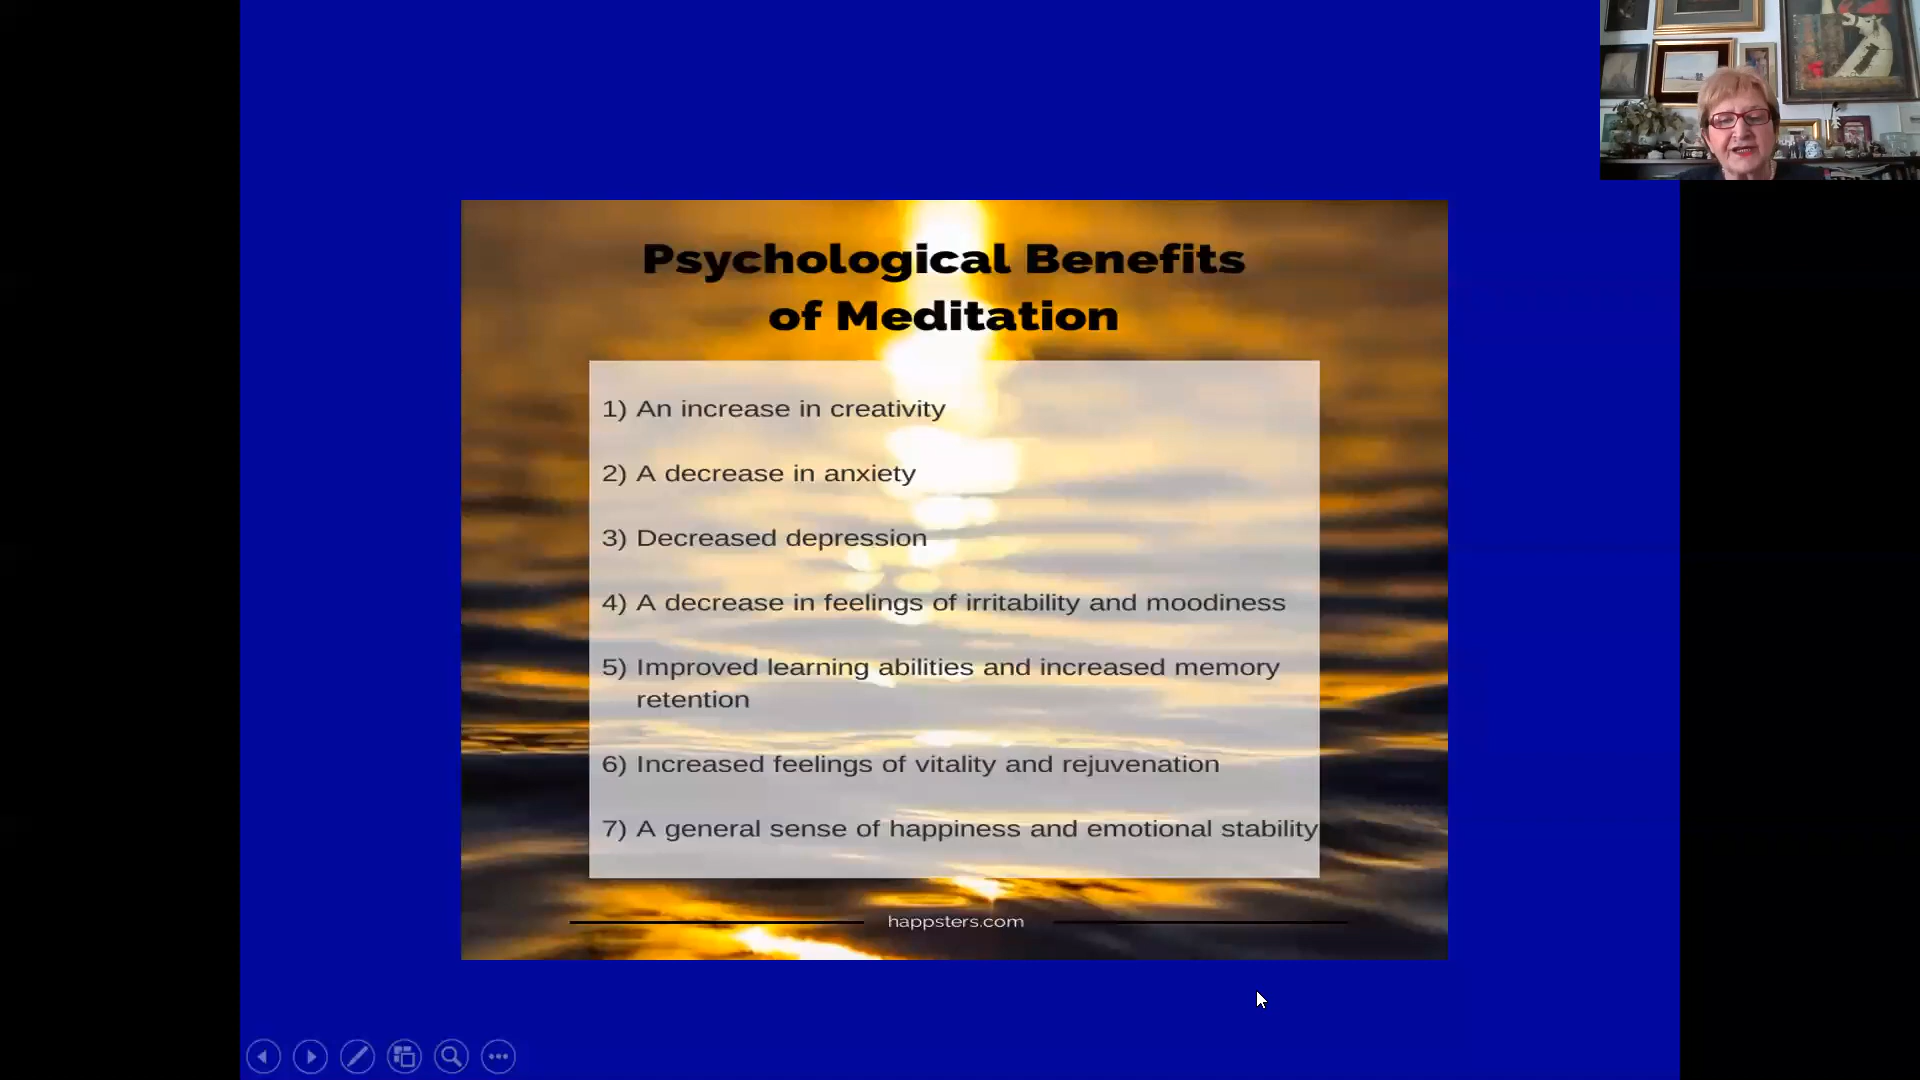 Psychological Benefits
of Meditation
1) An increase in creativity
2) A decrease in anxiety
3) Decreased depression
4) A decrease in feelings of irritability and moodiness
5) Improved learning abilities and increased memory
retention
6) Increased feelings of vitality and rejuvenation
7) A general sense of happiness and emotional stability
happsters.com